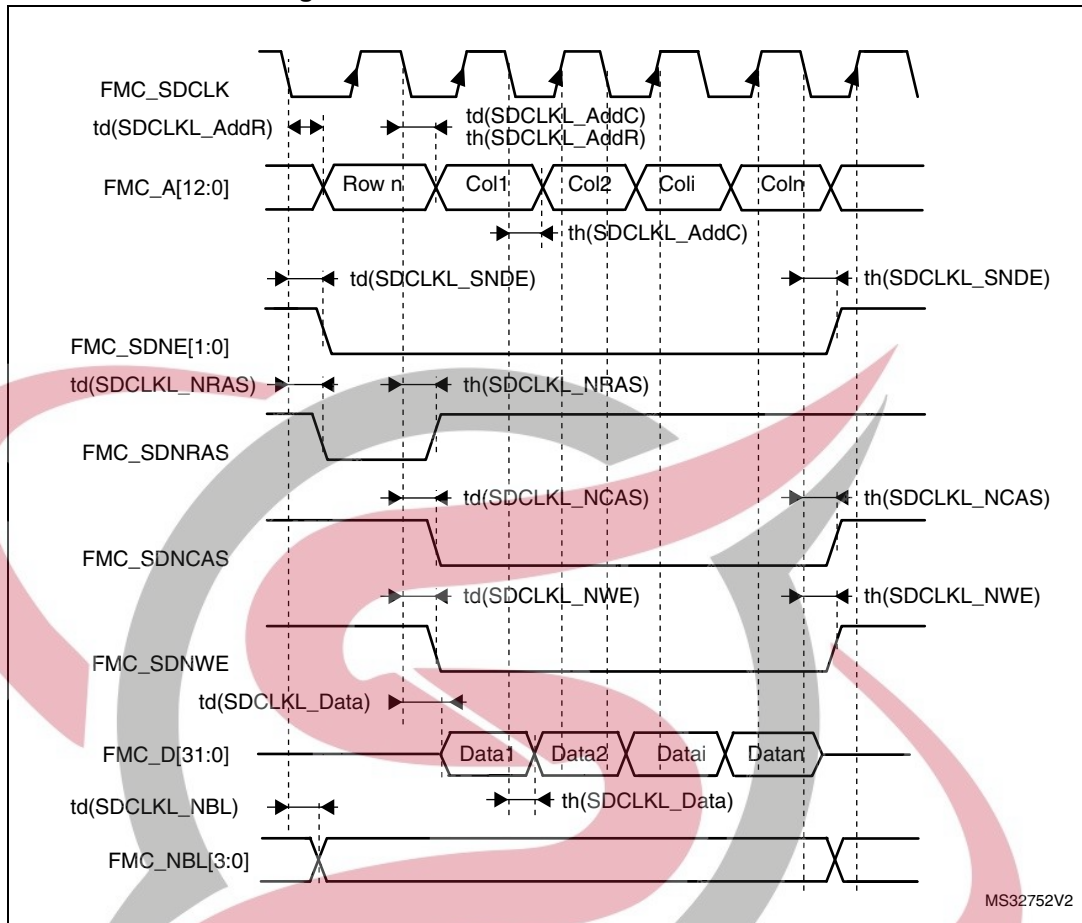 FMC_SDCLK
td(SDCLKL_AddR)
td(SDCLKL_AddC)
th(SDCLKL_AddR)
FMC_A[12:0]
Row n
Col1
Col2
Coli
Coln
th(SDCLKL_AddC)
td(SDCLKL_SNDE)
th(SDCLKL_SNDE)
FMC_SDNE[1:0]
td(SDCLKL_NRAS)
th(SDCLKL_NRAS)
FMC_SDNRAS
td(SDCLKL_NCAS)
th(SDCLKL_NCAS)
FMC_SDNCAS
td(SDCLKL_NWE)
th(SDCLKL_NWE)
FMC_SDNWE
td(SDCLKL_Data)
FMC_D[31:0]
Data1
Data2
Datai
Datan
td(SDCLKL_NBL)
th(SDCLKL_Data)
FMC_NBL[3:0]
MS32752V2